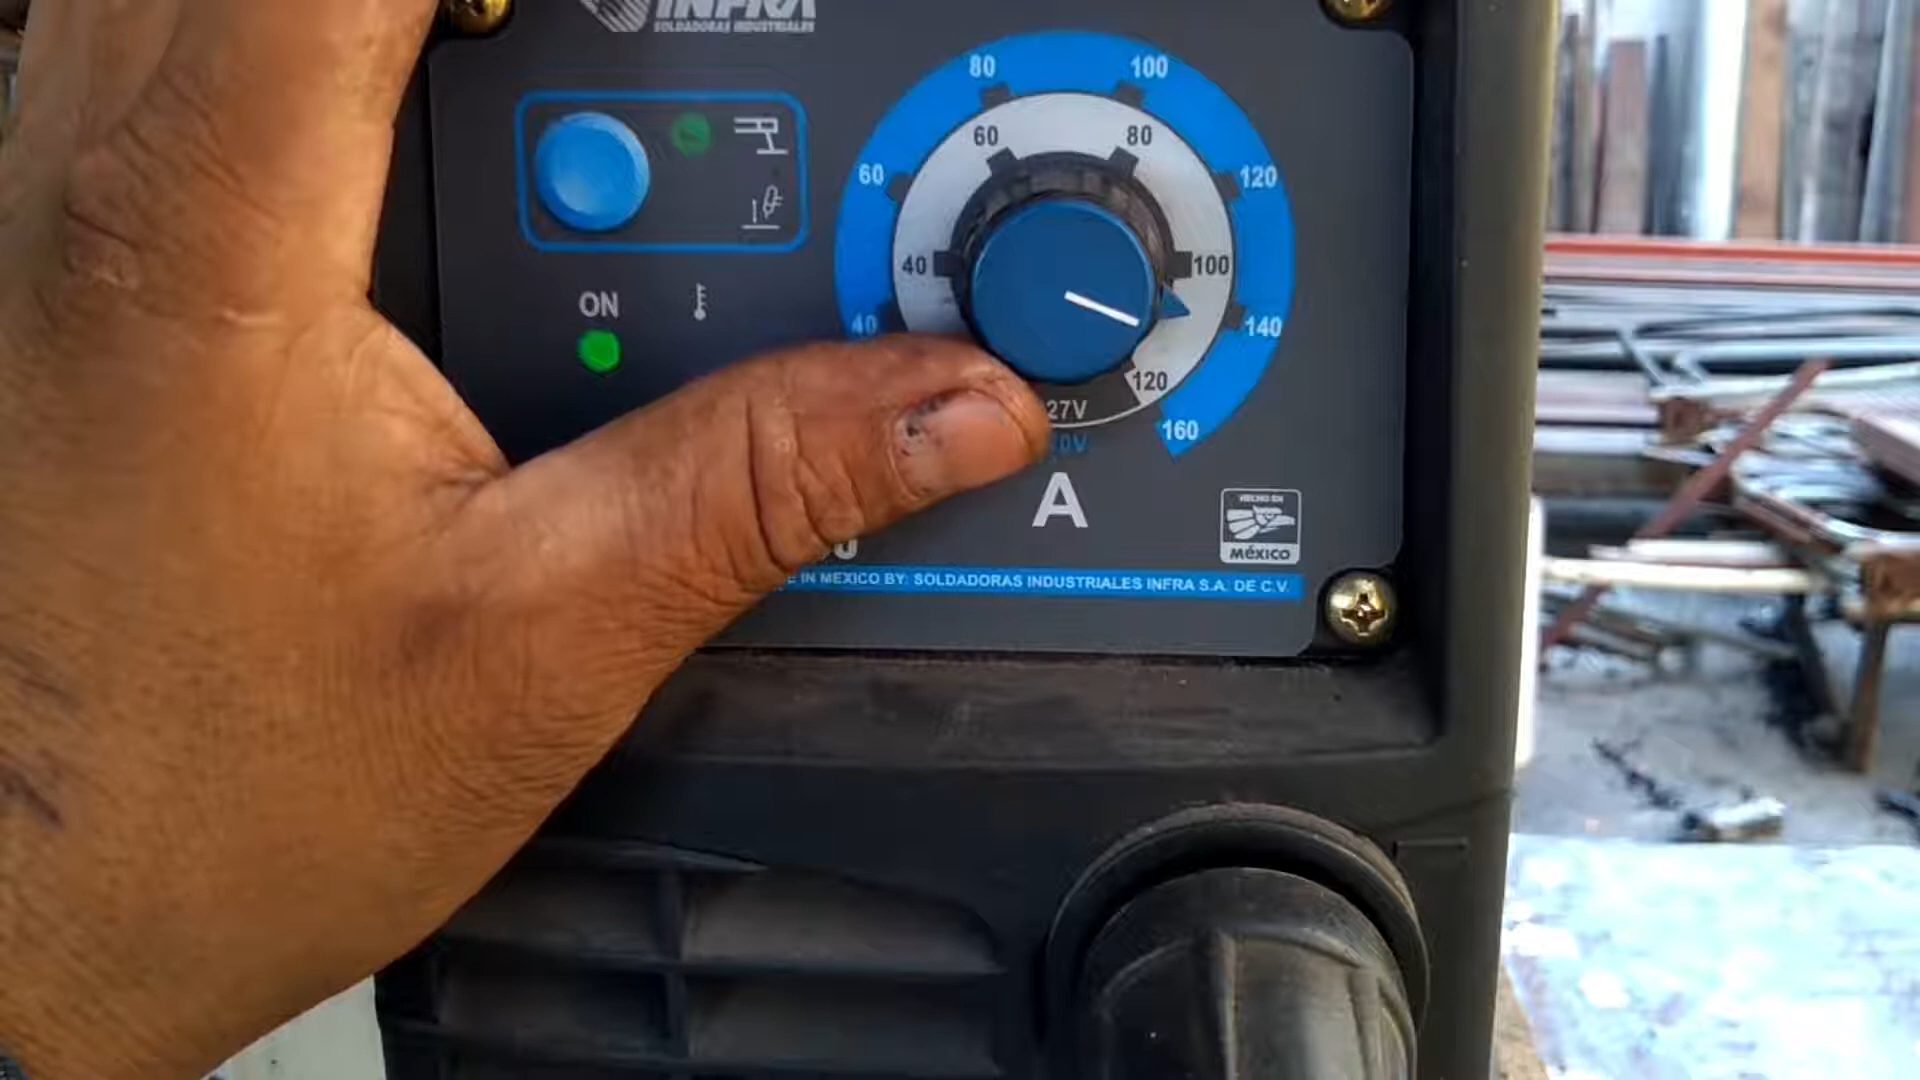 INFRA
SOLDADORAS INDUSTRIALES
80
100
60
80
60
120
40
100
ON
40
140
120
27V
0V
160
A
HECHO EN
MÉXICO
IN MEXICO BY: SOLDADORAS INDUSTRIALES INFRA S.A. DE C.V.